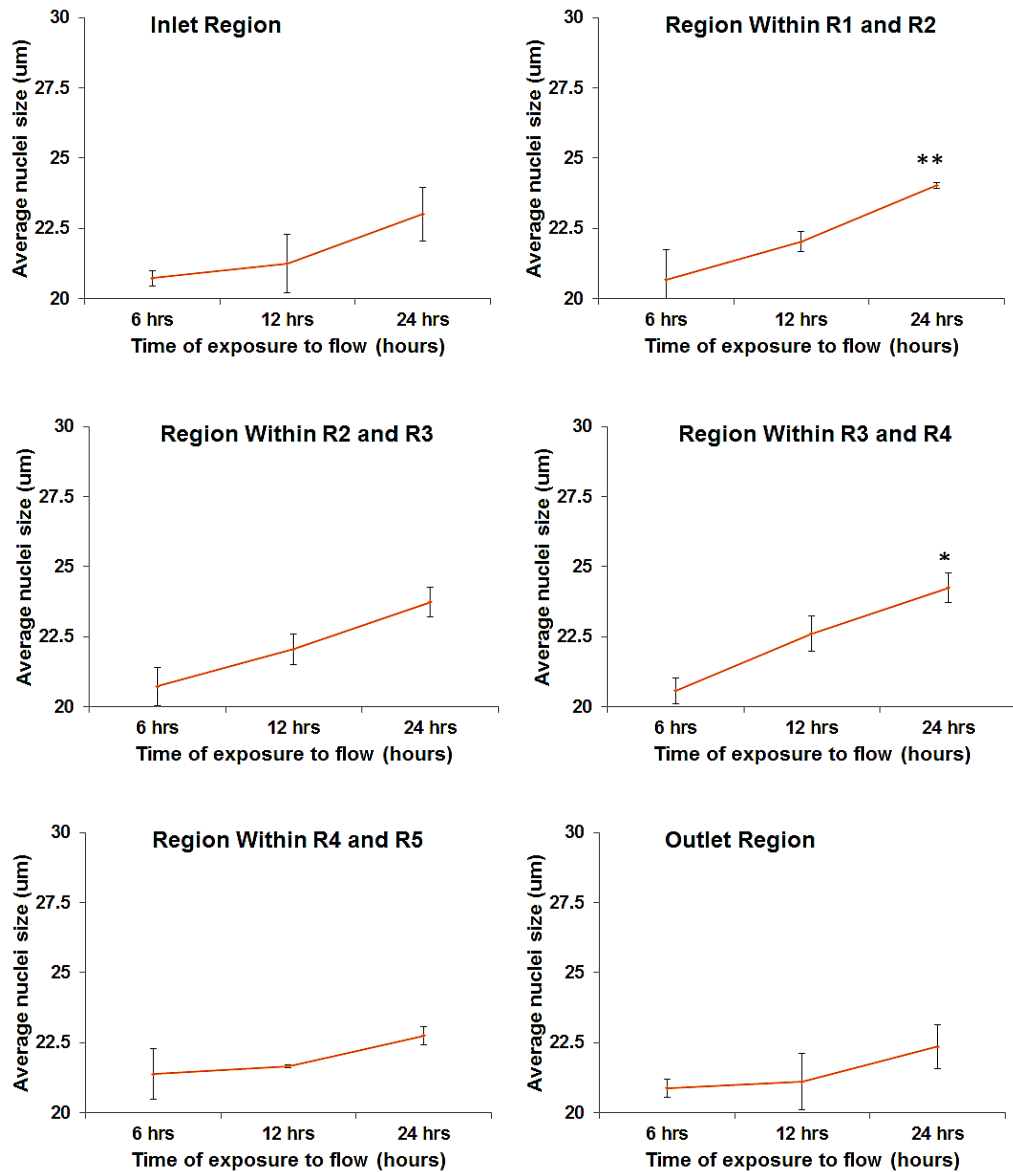 Inlet Region
Average nuclei size (um)
30
27.5
25
22.5
20
6 hrs 12 hrs 24 hrs
Time of exposure to flow (hours)
Region Within R1 and R2
Average nuclei size (um)
30
27.5
25
22.5
20
**
6 hrs 12 hrs 24 hrs
Time of exposure to flow (hours)
Region Within R2 and R3
Average nuclei size (um)
30
27.5
25
22.5
20
6 hrs 12 hrs 24 hrs
Time of exposure to flow (hours)
Region Within R3 and R4
Average nuclei size (um)
30
27.5
25
22.5
20
*
6 hrs 12 hrs 24 hrs
Time of exposure to flow (hours)
Region Within R4 and R5
Average nuclei size (um)
30
27.5
25
22.5
20
6 hrs 12 hrs 24 hrs
Time of exposure to flow (hours)
Outlet Region
Average nuclei size (um)
30
27.5
25
22.5
20
6 hrs 12 hrs 24 hrs
Time of exposure to flow (hours)